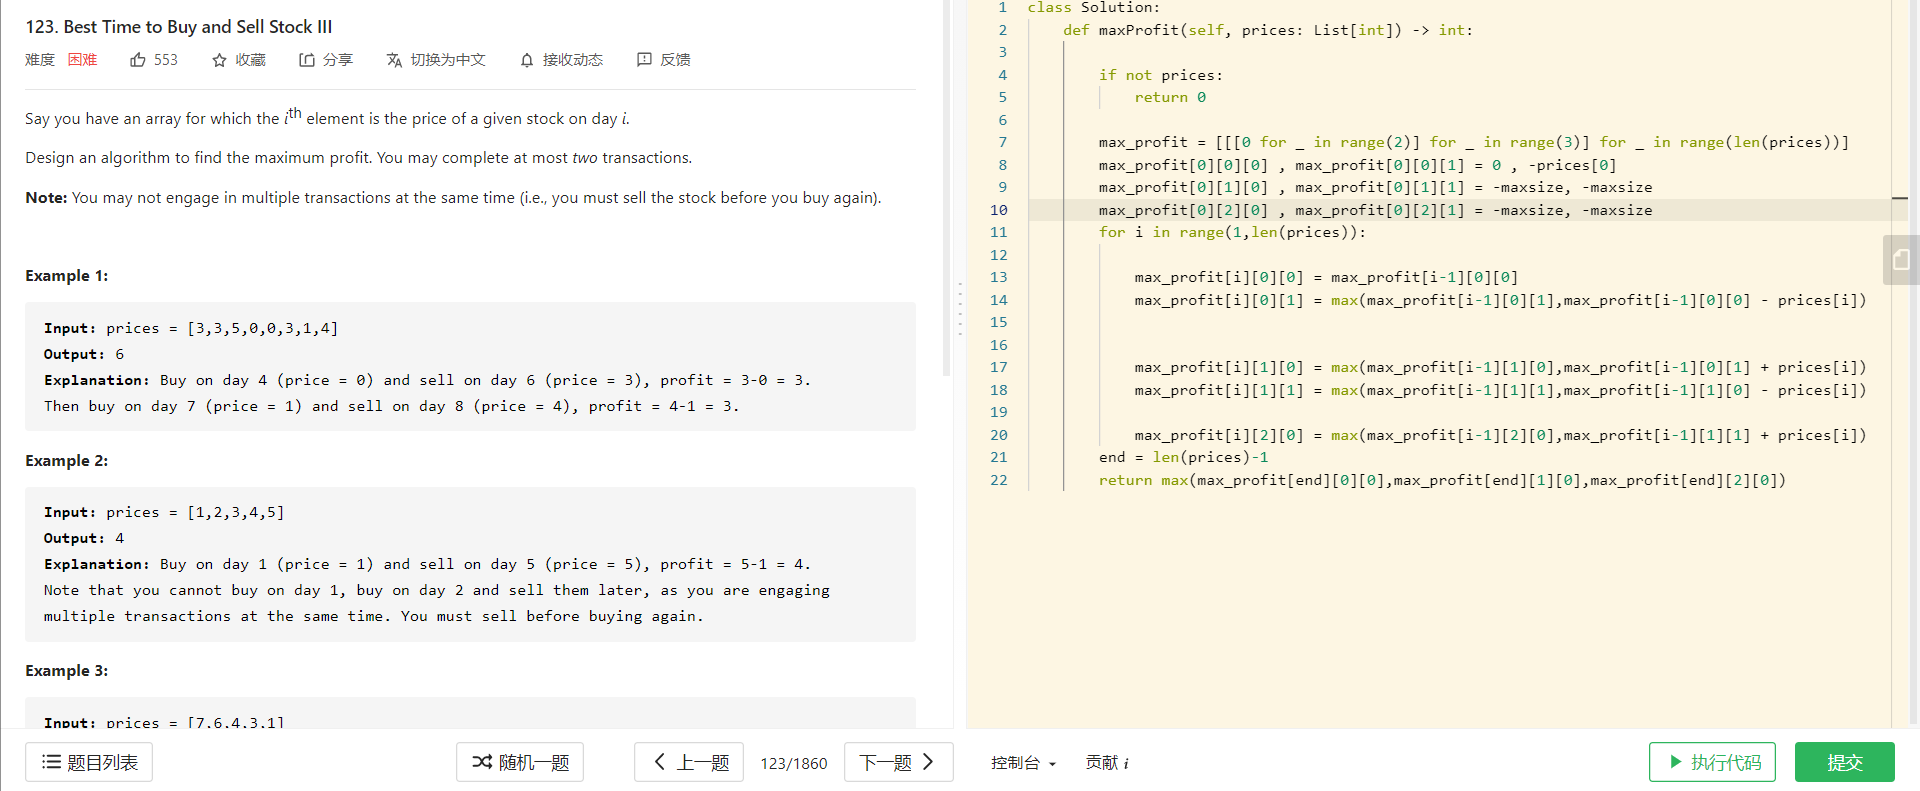 123. Best Time to Buy and Sell Stock III
难度 困难 553 收藏 分享 切换为中文 接收动态 反馈
Say you have an array for which the ith element is the price of a given stock on day i.
Design an algorithm to find the maximum profit. You may complete at most two transactions.
Note: You may not engage in multiple transactions at the same time (i.e., you must sell the stock before you buy again).
Example 1:
Input: prices = [3,3,5,0,0,3,1,4]
Output: 6
Explanation: Buy on day 4 (price = 0) and sell on day 6 (price = 3), profit = 3-0 = 3.
Then buy on day 7 (price = 1) and sell on day 8 (price = 4), profit = 4-1 = 3.
Example 2:
Input: prices = [1,2,3,4,5]
Output: 4
Explanation: Buy on day 1 (price = 1) and sell on day 5 (price = 5), profit = 5-1 = 4.
Note that you cannot buy on day 1, buy on day 2 and sell them later, as you are engaging
multiple transactions at the same time. You must sell before buying again.
Example 3:
Input: prices = [7,6,4,3,1]
题目列表 随机一题 上一题 123/1860 下一题
1 class Solution:
2 def maxProfit(self, prices: List[int]) -> int:
3
4 if not prices:
5 return 0
6
7 max_profit = [[[0 for _ in range(2)] for _ in range(3)] for _ in range(len(prices))]
8 max_profit[0][0][0] , max_profit[0][0][1] = 0 , -prices[0]
9 max_profit[0][1][0] , max_profit[0][1][1] = -maxsize, -maxsize
10 max_profit[0][2][0] , max_profit[0][2][1] = -maxsize, -maxsize
11 for i in range(1,len(prices)):
12
13 max_profit[i][0][0] = max_profit[i-1][0][0]
14 max_profit[i][0][1] = max(max_profit[i-1][0][1],max_profit[i-1][0][0] - prices[i])
15
16
17 max_profit[i][1][0] = max(max_profit[i-1][1][0],max_profit[i-1][0][1] + prices[i])
18 max_profit[i][1][1] = max(max_profit[i-1][1][1],max_profit[i-1][1][0] - prices[i])
19
20 max_profit[i][2][0] = max(max_profit[i-1][2][0],max_profit[i-1][1][1] + prices[i])
21 end = len(prices)-1
22 return max(max_profit[end][0][0],max_profit[end][1][0],max_profit[end][2][0])
控制台 贡献 i 执行代码 提交